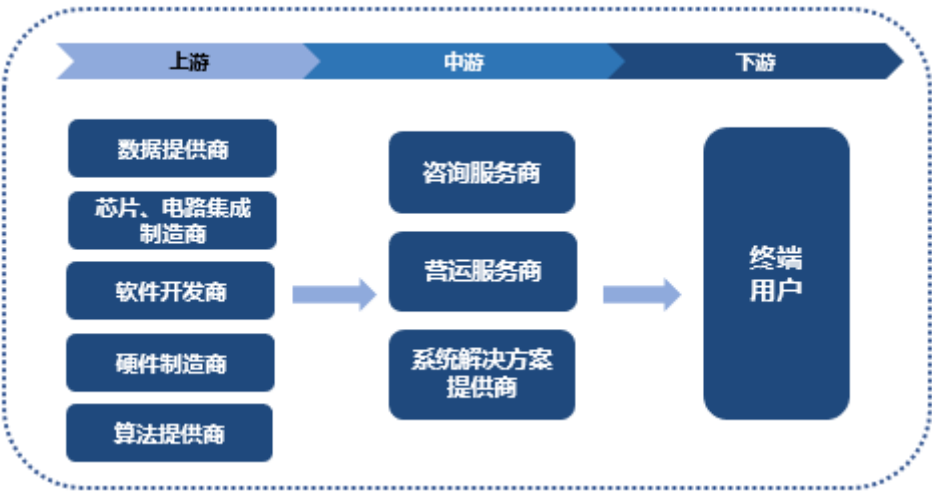 上游
中游
下游
数据提供商
芯片、电路集成
制造商
软件开发商
硬件制造商
算法提供商
咨询服务商
营运服务商
系统解决方案
提供商
终端
用户